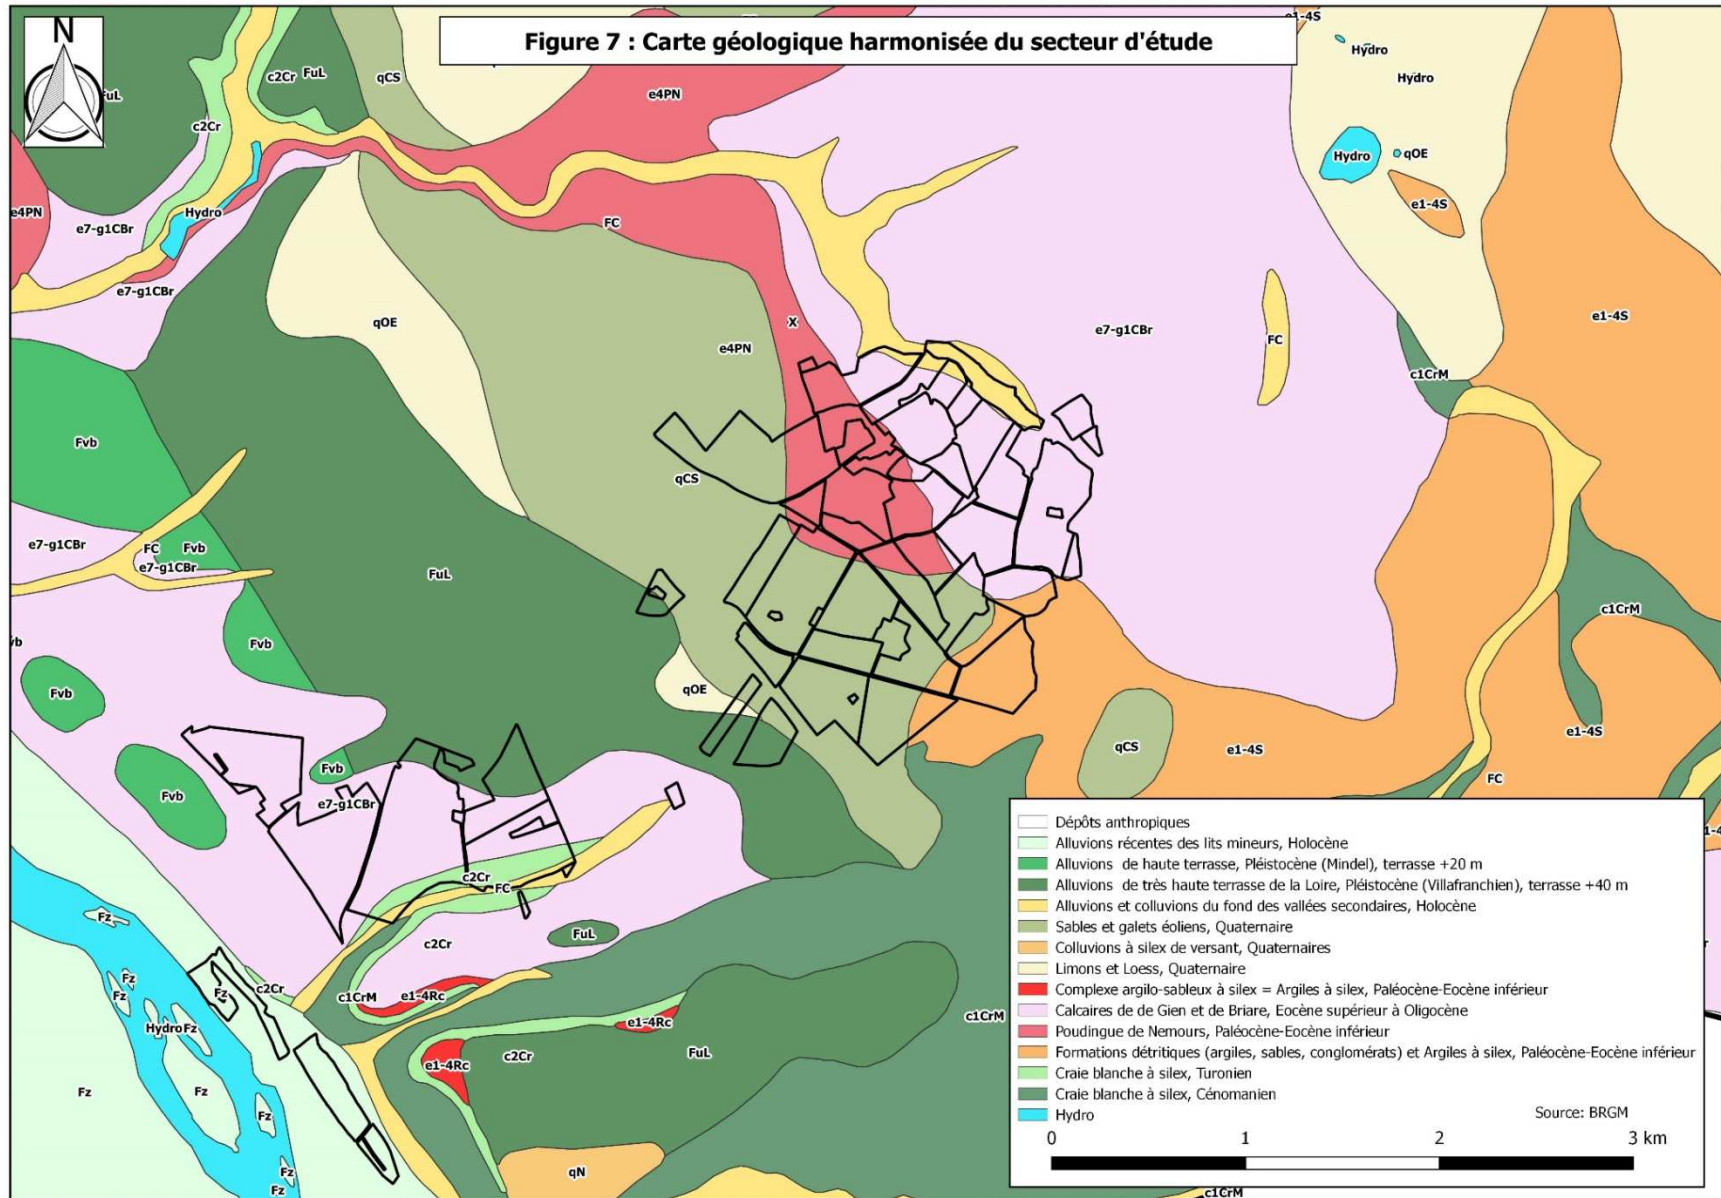 Figure 7 : Carte géologique harmonisée du secteur d'étude
N
e1-4S
FuL
c2Cr
FuL
qCS
e4PN
Hydro
Hydro
c2Cr
Hydro
qOE
e4PN
Hydro
e7-g1CBr
FC
e1-4S
e7-g1CBr
qOE
X
e4PN
e7-g1CBr
FC
e1-4S
c1CrM
Fvb
qCS
e7-g1CBr
FC
Fvb
e7-g1CBr
FuL
c1CrM
vb
Fvb
Fvb
qOE
Fvb
Fvb
e7-g1CBr
qCS
e1-4S
e1-4S
FC
c2Cr
FC
Fz
c2Cr
FuL
Fz
Fz
Fz
c2Cr
c1CrM
e1-4Rc
Hydro
Fz
e1-4Rc
c1CrM
e1-4Rc
c2Cr
FuL
Fz
Fz
Fz
Fz
Fz
qN
c1CrM
Dépôts anthropiques
Alluvions récentes des lits mineurs, Holocène
Alluvions de haute terrasse, Pléistocène (Mindel), terrasse +20 m
Alluvions de très haute terrasse de la Loire, Pléistocène (Villafranchien), terrasse +40 m
Alluvions et colluvions du fond des vallées secondaires, Holocène
Sables et galets éoliens, Quaternaire
Colluvions à silex de versant, Quaternaires
Limons et Loess, Quaternaire
Complexe argilo-sableux à silex = Argiles à silex, Paléocène-Eocène inférieur
Calcaires de de Gien et de Briare, Eocène supérieur à Oligocène
Poudingue de Nemours, Paléocène-Eocène inférieur
Formations détritiques (argiles, sables, conglomérats) et Argiles à silex, Paléocène-Eocène inférieur
Craie blanche à silex, Turonien
Craie blanche à silex, Cénomanien
Hydro
Source: BRGM
0 1 2 3 km